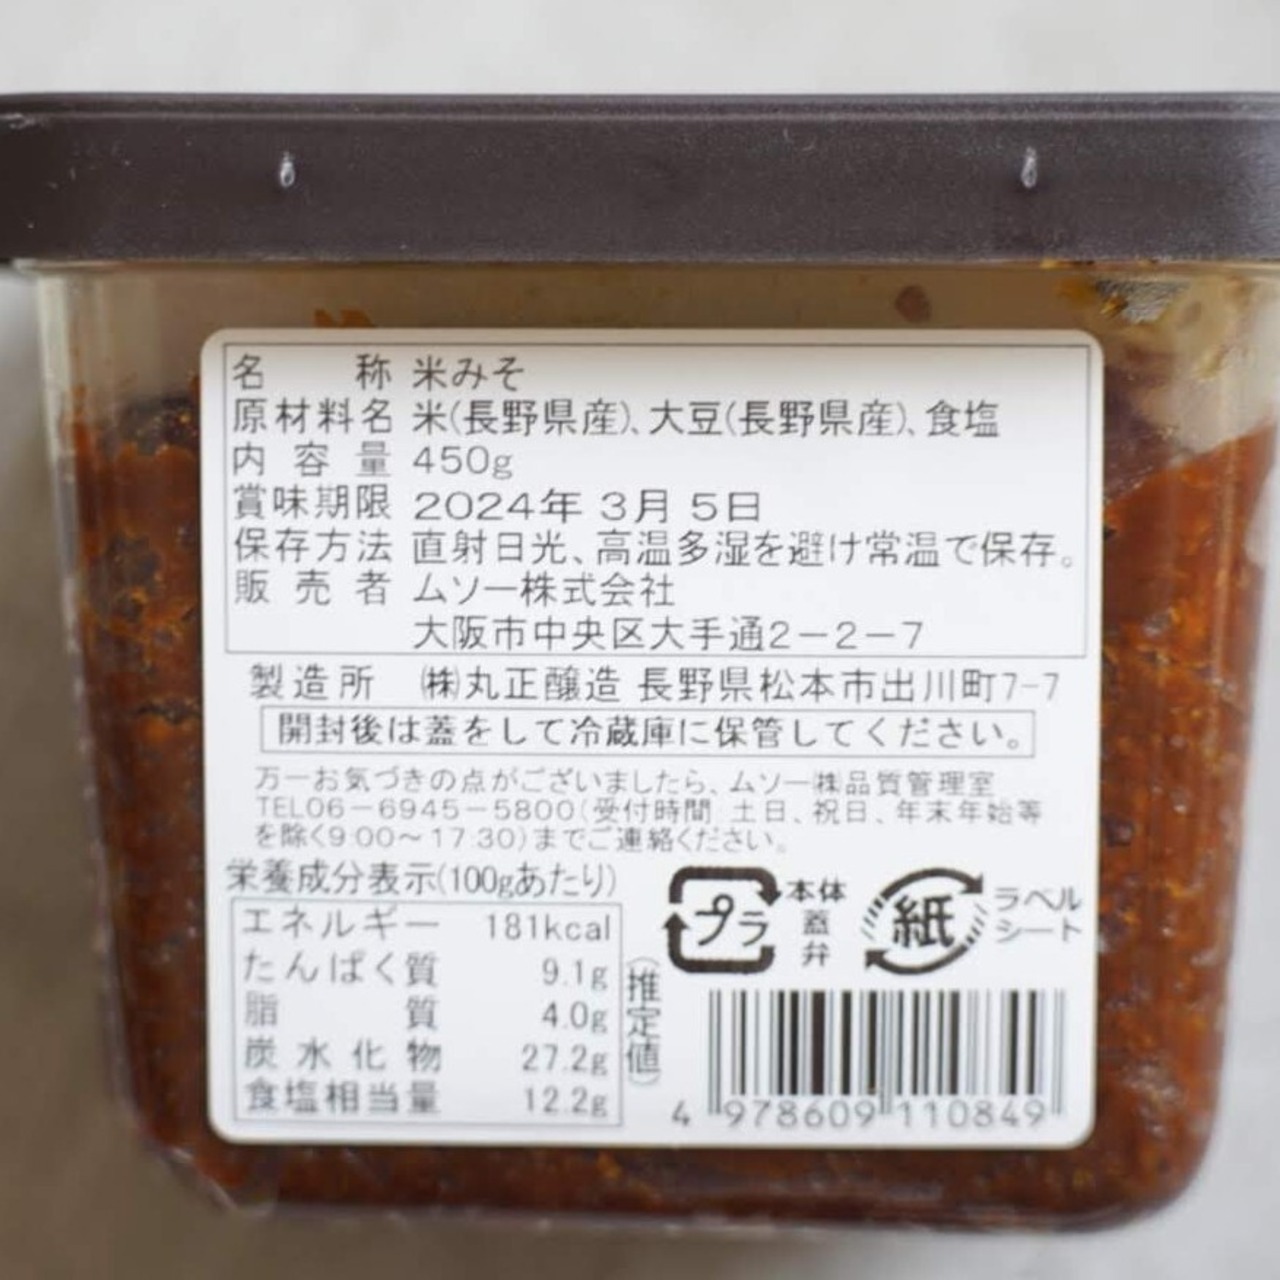 名称 米みそ
原材料名 米(長野県産)、大豆(長野県産)、食塩
内容量 450g
賞味期限 2024年 3月 5日
保存方法 直射日光、高温多湿を避け常温で保存。
販売者 ムソー株式会社
大阪市中央区大手通2－2－7
製造所 ㈱丸正醸造 長野県松本市出川町7-7
開封後は蓋をして冷蔵庫に保管してください。
万一お気づきの点がございましたら、ムソー㈱品質管理室
TEL06－6945－5800(受付時間 土日、祝日、年末年始等
を除く9:00～17:30)までご連絡ください。
栄養成分表示(100gあたり)
エネルギー 181kcal
たんぱく質 9.1g
脂質 4.0g
炭水化物 27.2g
食塩相当量 12.2g
(推定値)
プラ 本体 蓋 弁
紙 ラベル シート
4 978609 110849